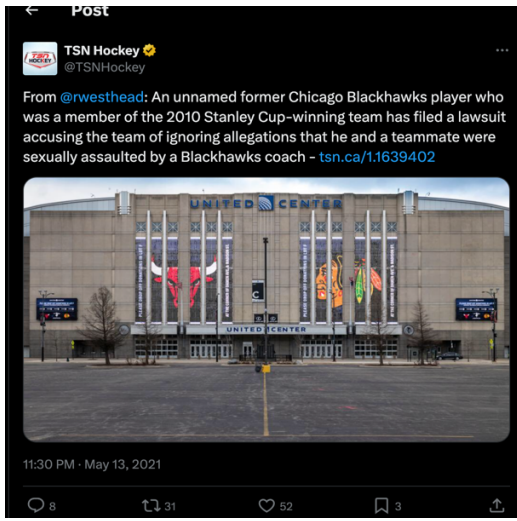 Post
TSN
HOCKEY
TSN Hockey
@TSNHockey
From @rwesthead: An unnamed former Chicago Blackhawks player who
was a member of the 2010 Stanley Cup-winning team has filed a lawsuit
accusing the team of ignoring allegations that he and a teammate were
sexually assaulted by a Blackhawks coach - tsn.ca/1.1639402
UNITED CENTER
C
UNITED CENTER
11:30 PM · May 13, 2021
8 31 52 3